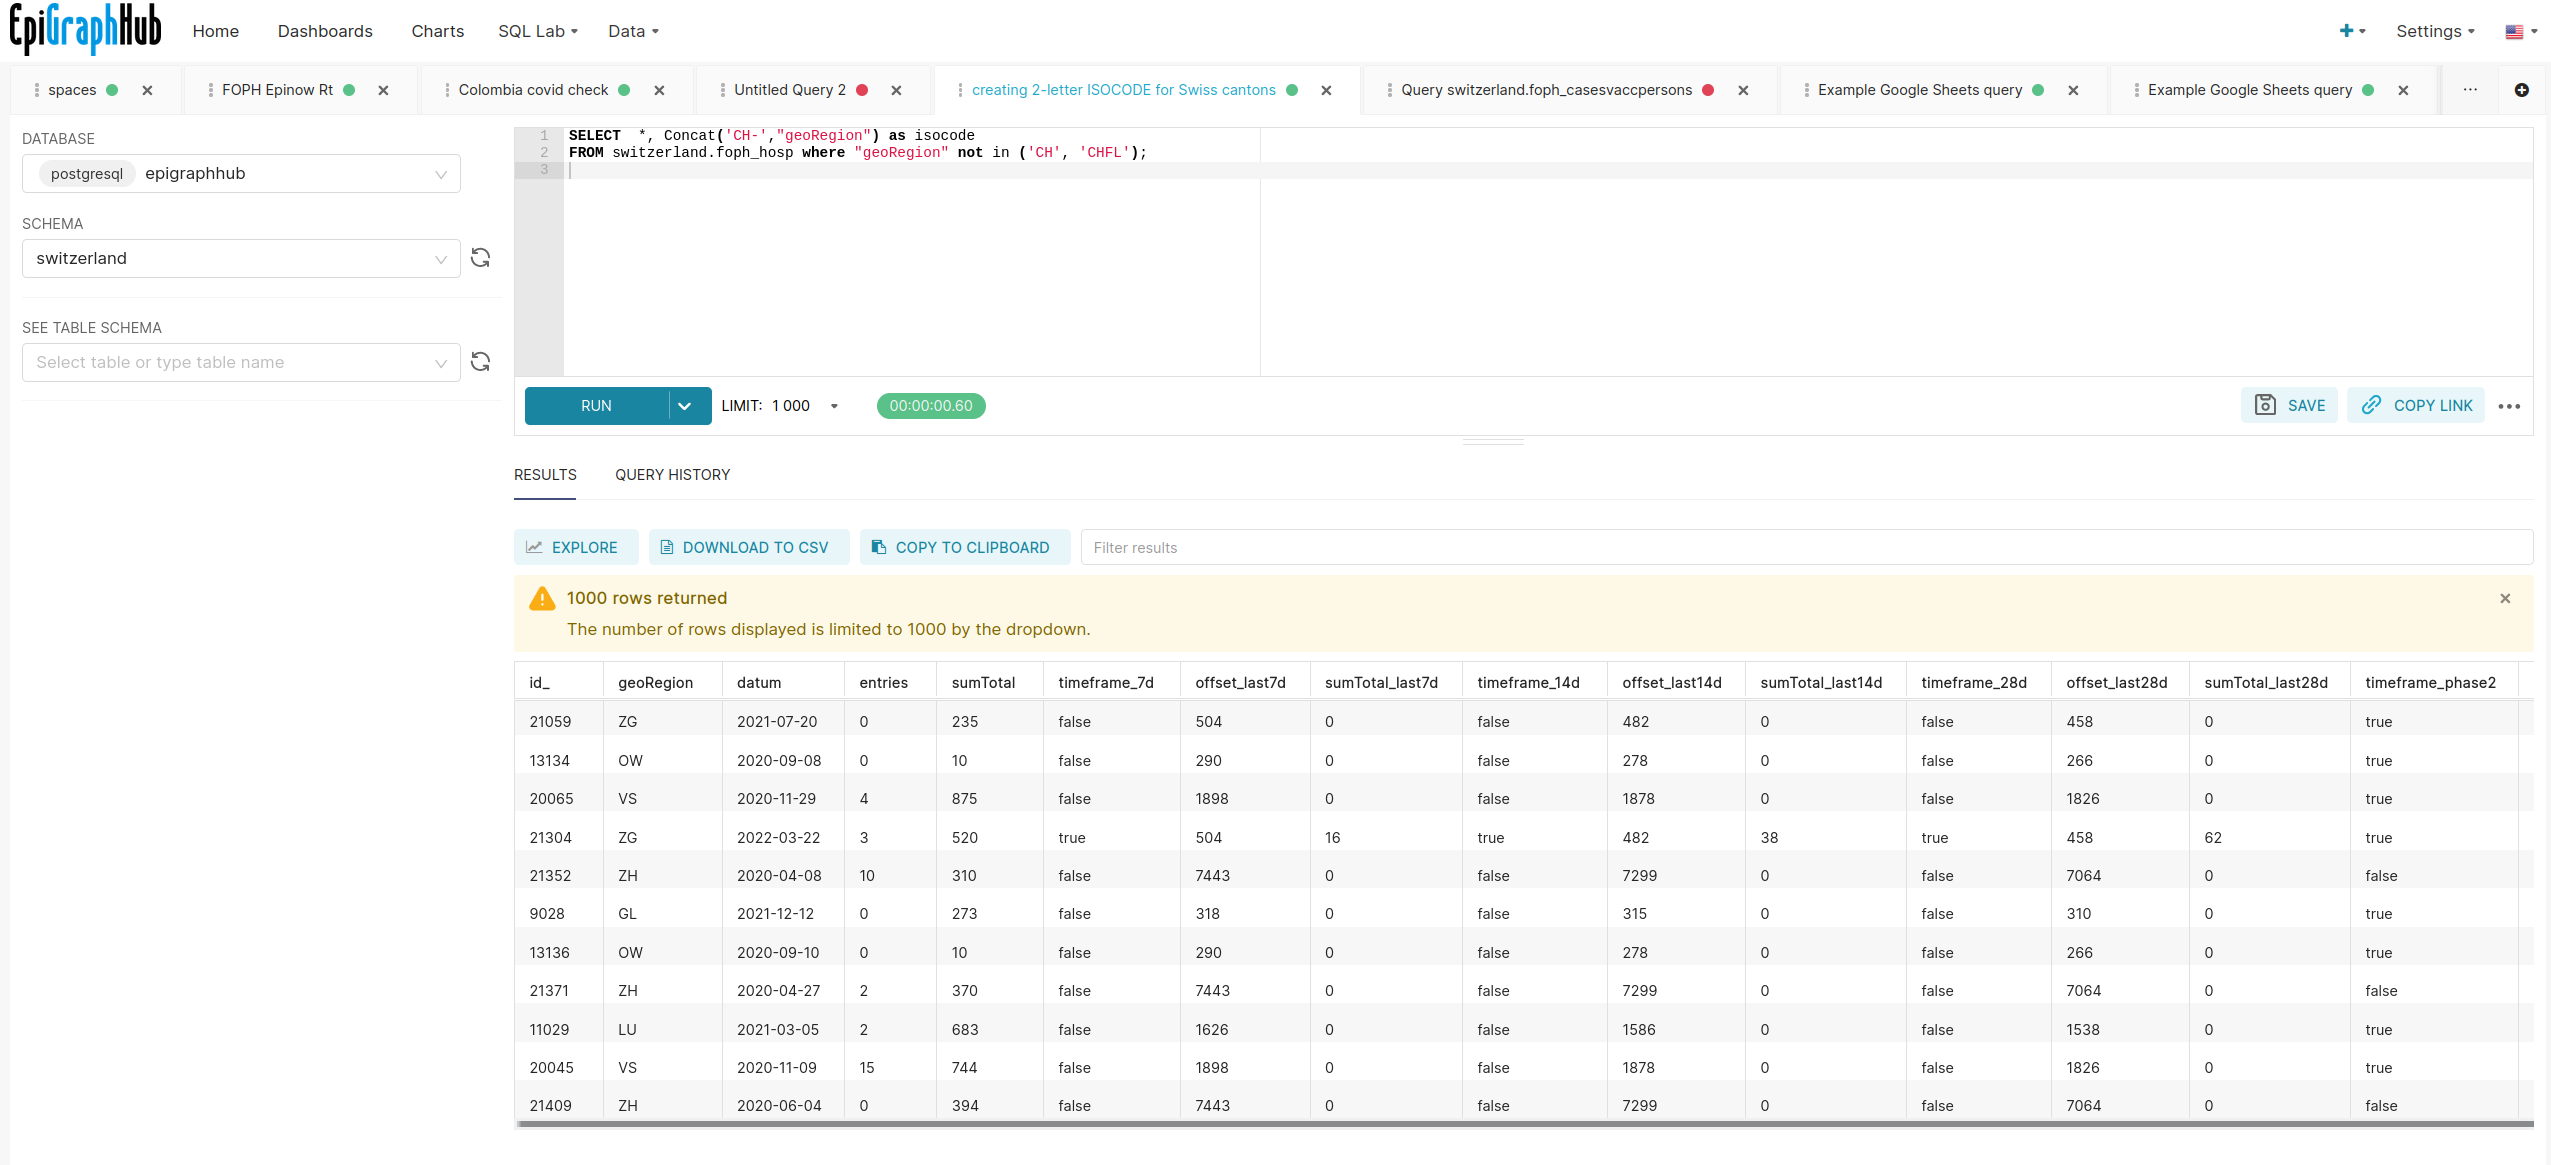 EpiGraphHub Home Dashboards Charts SQL Lab Data Settings
spaces FOPH Epinow Rt Colombia covid check Untitled Query 2 creating 2-letter ISOCODE for Swiss cantons Query switzerland.foph_casesvaccpersons Example Google Sheets query Example Google Sheets query ...
DATABASE
postgresql epigraphhub
SCHEMA
switzerland
SEE TABLE SCHEMA
Select table or type table name
1 SELECT *, Concat('CH-',"geoRegion") as isocode
2 FROM switzerland.foph_hosp where "geoRegion" not in ('CH', 'CHFL');
3
RUN LIMIT: 1 000 00:00:00.60 SAVE COPY LINK ...
RESULTS QUERY HISTORY
EXPLORE DOWNLOAD TO CSV COPY TO CLIPBOARD Filter results
1000 rows returned
The number of rows displayed is limited to 1000 by the dropdown.
id_ geoRegion datum entries sumTotal timeframe_7d offset_last7d sumTotal_last7d timeframe_14d offset_last14d sumTotal_last14d timeframe_28d offset_last28d sumTotal_last28d timeframe_phase2
21059 ZG 2021-07-20 0 235 false 504 0 false 482 0 false 458 0 true
13134 OW 2020-09-08 0 10 false 290 0 false 278 0 false 266 0 true
20065 VS 2020-11-29 4 875 false 1898 0 false 1878 0 false 1826 0 true
21304 ZG 2022-03-22 3 520 true 504 16 true 482 38 true 458 62 true
21352 ZH 2020-04-08 10 310 false 7443 0 false 7299 0 false 7064 0 false
9028 GL 2021-12-12 0 273 false 318 0 false 315 0 false 310 0 true
13136 OW 2020-09-10 0 10 false 290 0 false 278 0 false 266 0 true
21371 ZH 2020-04-27 2 370 false 7443 0 false 7299 0 false 7064 0 false
11029 LU 2021-03-05 2 683 false 1626 0 false 1586 0 false 1538 0 true
20045 VS 2020-11-09 15 744 false 1898 0 false 1878 0 false 1826 0 true
21409 ZH 2020-06-04 0 394 false 7443 0 false 7299 0 false 7064 0 false